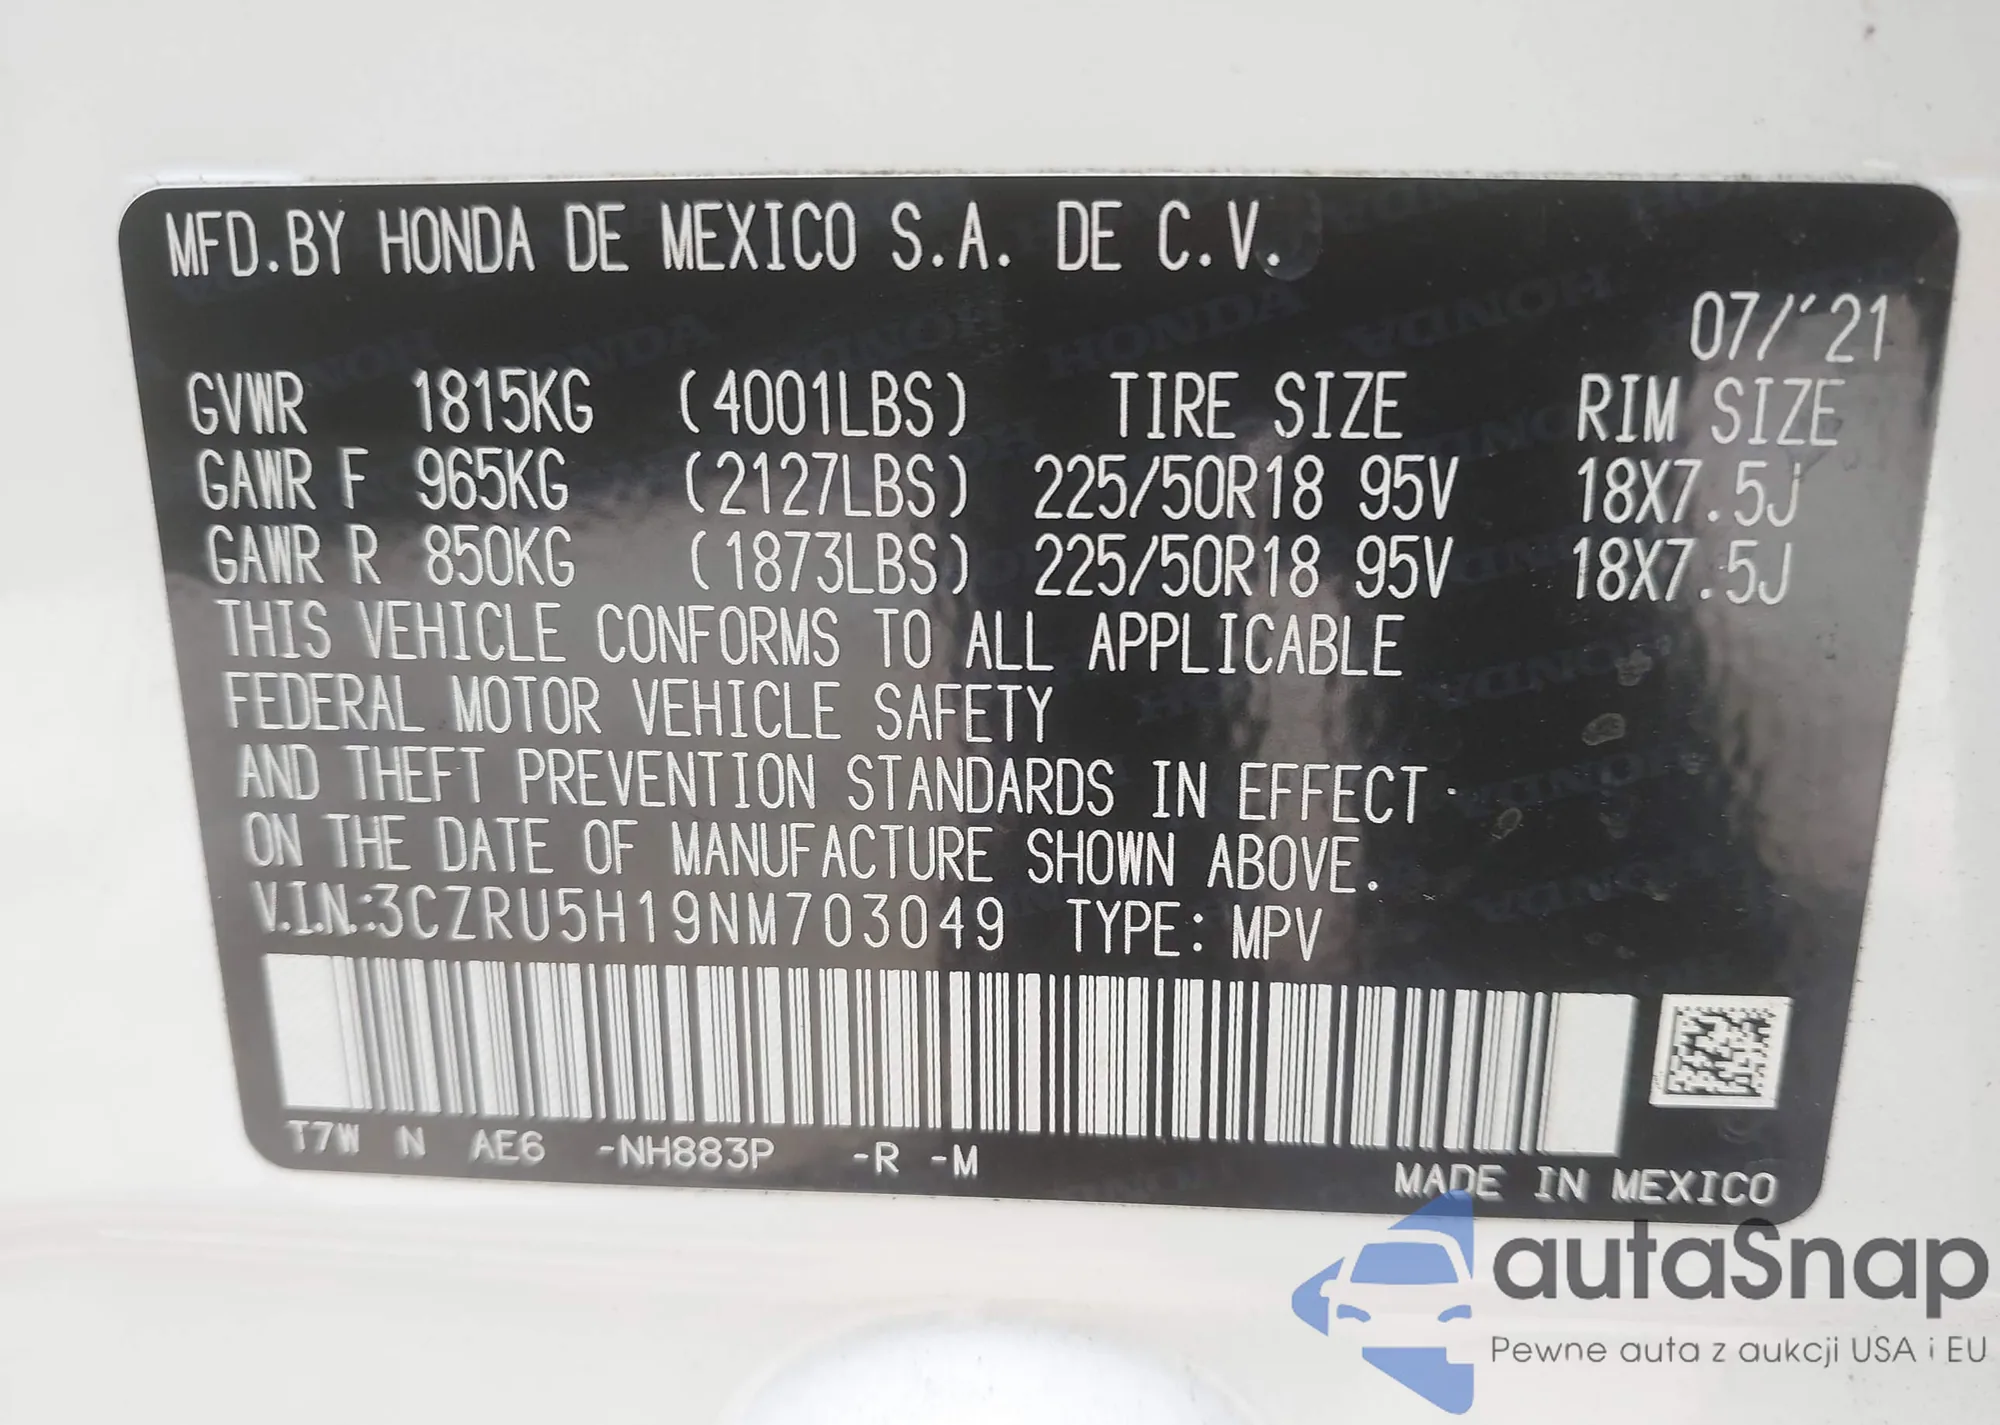 MFD.BY HONDA DE MEXICO S.A. DE C.V.
07/'21
GVWR 1815KG (4001LBS) TIRE SIZE RIM SIZE
GAWR F 965KG (2127LBS) 225/50R18 95V 18X7.5J
GAWR R 850KG (1873LBS) 225/50R18 95V 18X7.5J
THIS VEHICLE CONFORMS TO ALL APPLICABLE
FEDERAL MOTOR VEHICLE SAFETY
AND THEFT PREVENTION STANDARDS IN EFFECT
ON THE DATE OF MANUFACTURE SHOWN ABOVE.
V.I.N.:3CZRU5H19NM703049 TYPE: MPV
T7W N AE6 -NH883P -R -M
MADE IN MEXICO
autaSnap
Pewne auta z aukcji USA i EU